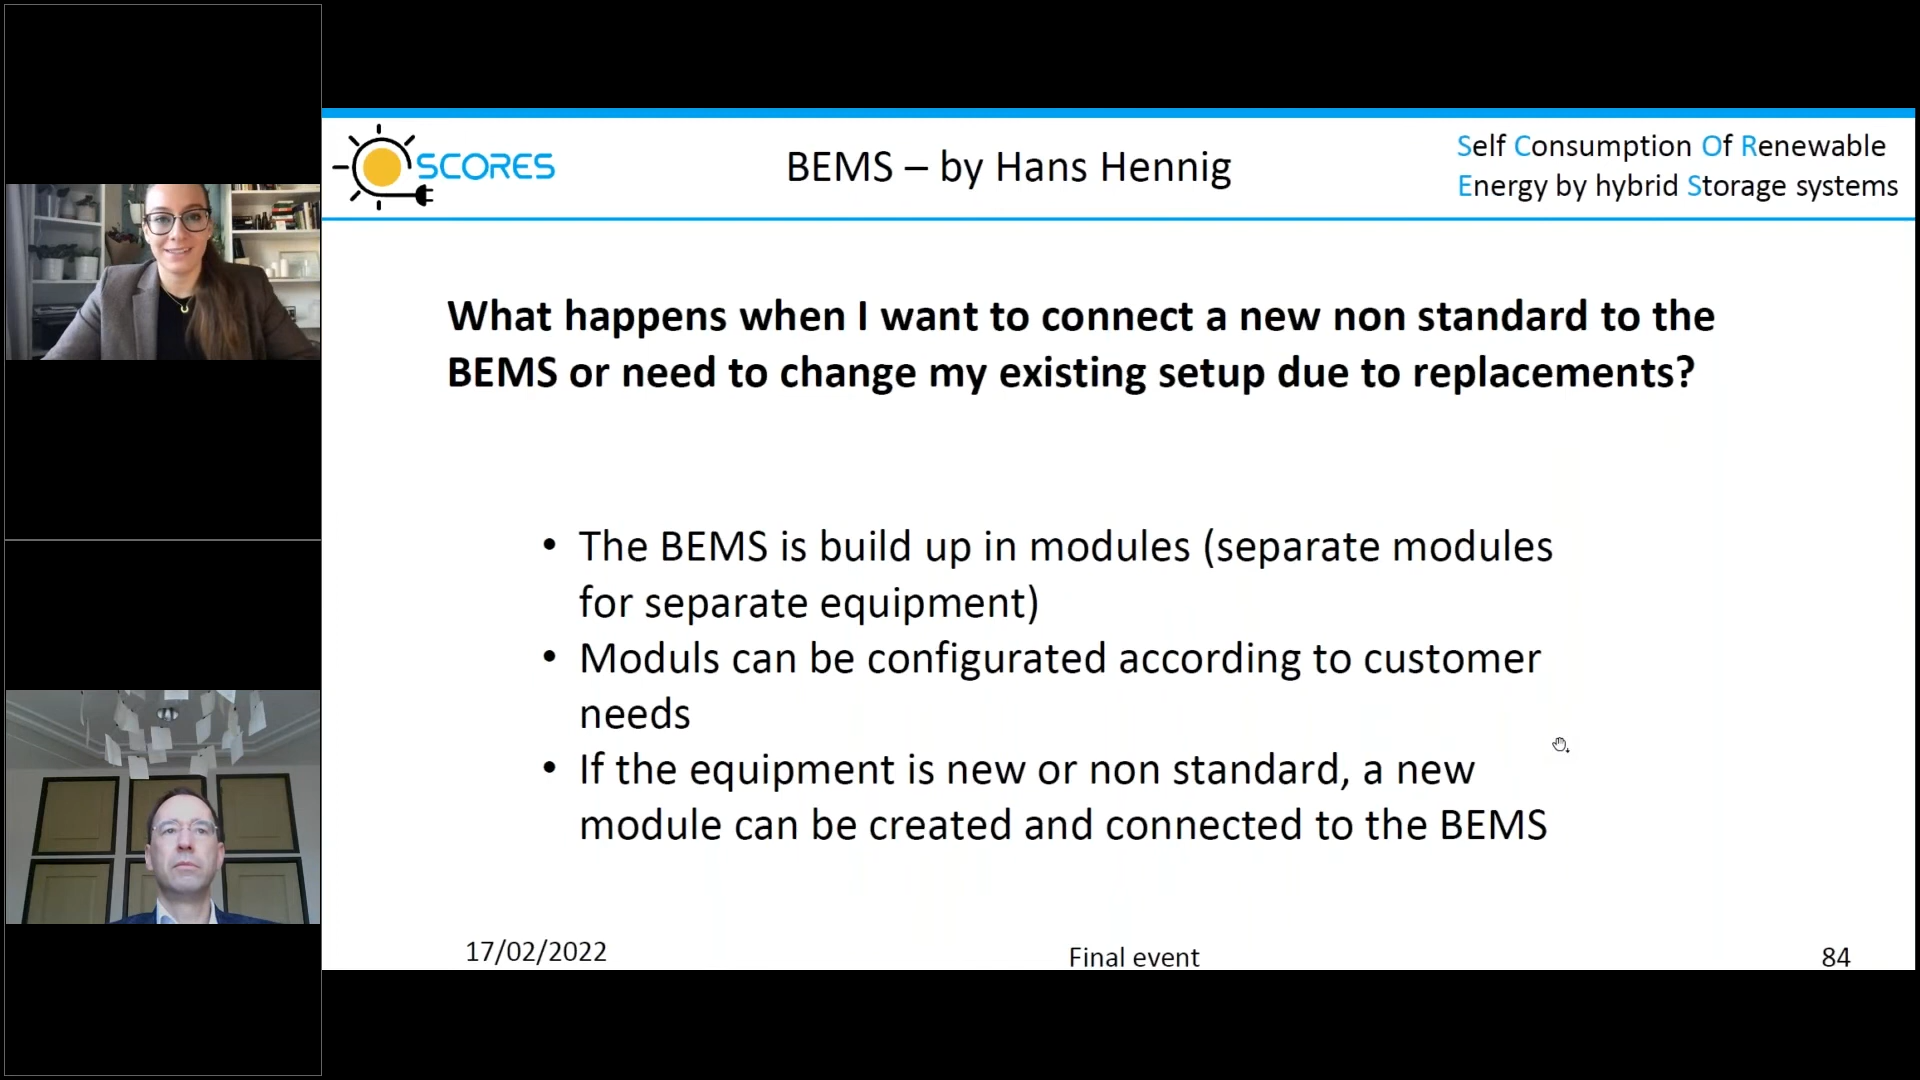 SCORES
BEMS – by Hans Hennig
Self Consumption Of Renewable
Energy by hybrid Storage systems
What happens when I want to connect a new non standard to the
BEMS or need to change my existing setup due to replacements?
• The BEMS is build up in modules (separate modules
for separate equipment)
• Moduls can be configurated according to customer
needs
• If the equipment is new or non standard, a new
module can be created and connected to the BEMS
17/02/2022
Final event
84